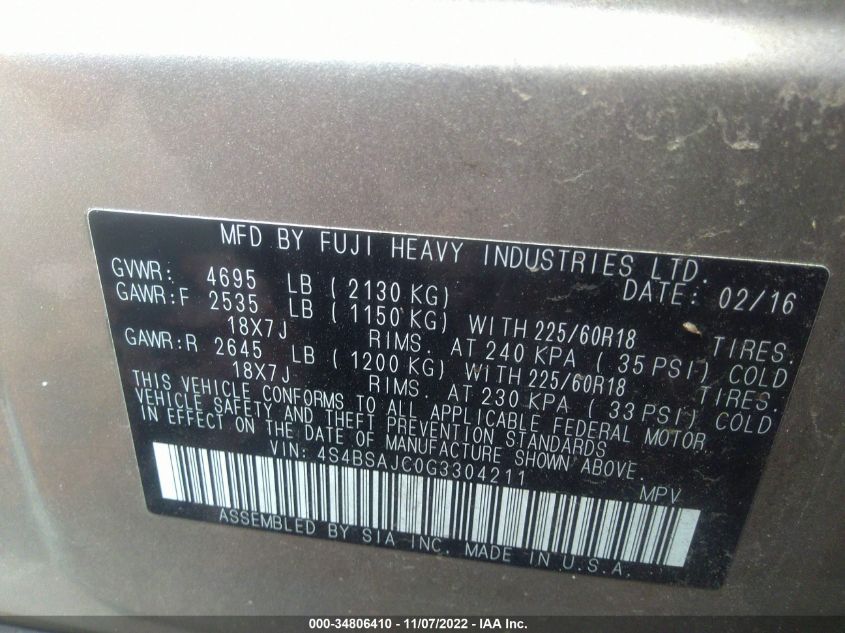 MFD BY FUJI HEAVY INDUSTRIES LTD.
GVWR: 4695 LB (2130 KG) DATE: 02/16
GAWR:F 2535 LB (1150 KG) WITH 225/60R18 TIRES.
18X7J RIMS. AT 240 KPA (35 PSI) COLD
GAWR:R 2645 LB (1200 KG) WITH 225/60R18 TIRES.
18X7J RIMS. AT 230 KPA (33 PSI) COLD
THIS VEHICLE CONFORMS TO ALL APPLICABLE FEDERAL MOTOR
VEHICLE SAFETY AND THEFT PREVENTION STANDARDS
IN EFFECT ON THE DATE OF MANUFACTURE SHOWN ABOVE.
VIN: 4S4BSAJC0G3304211 MPV
ASSEMBLED BY SIA INC. MADE IN U.S.A.
000-34806410 - 11/07/2022 - IAA Inc.